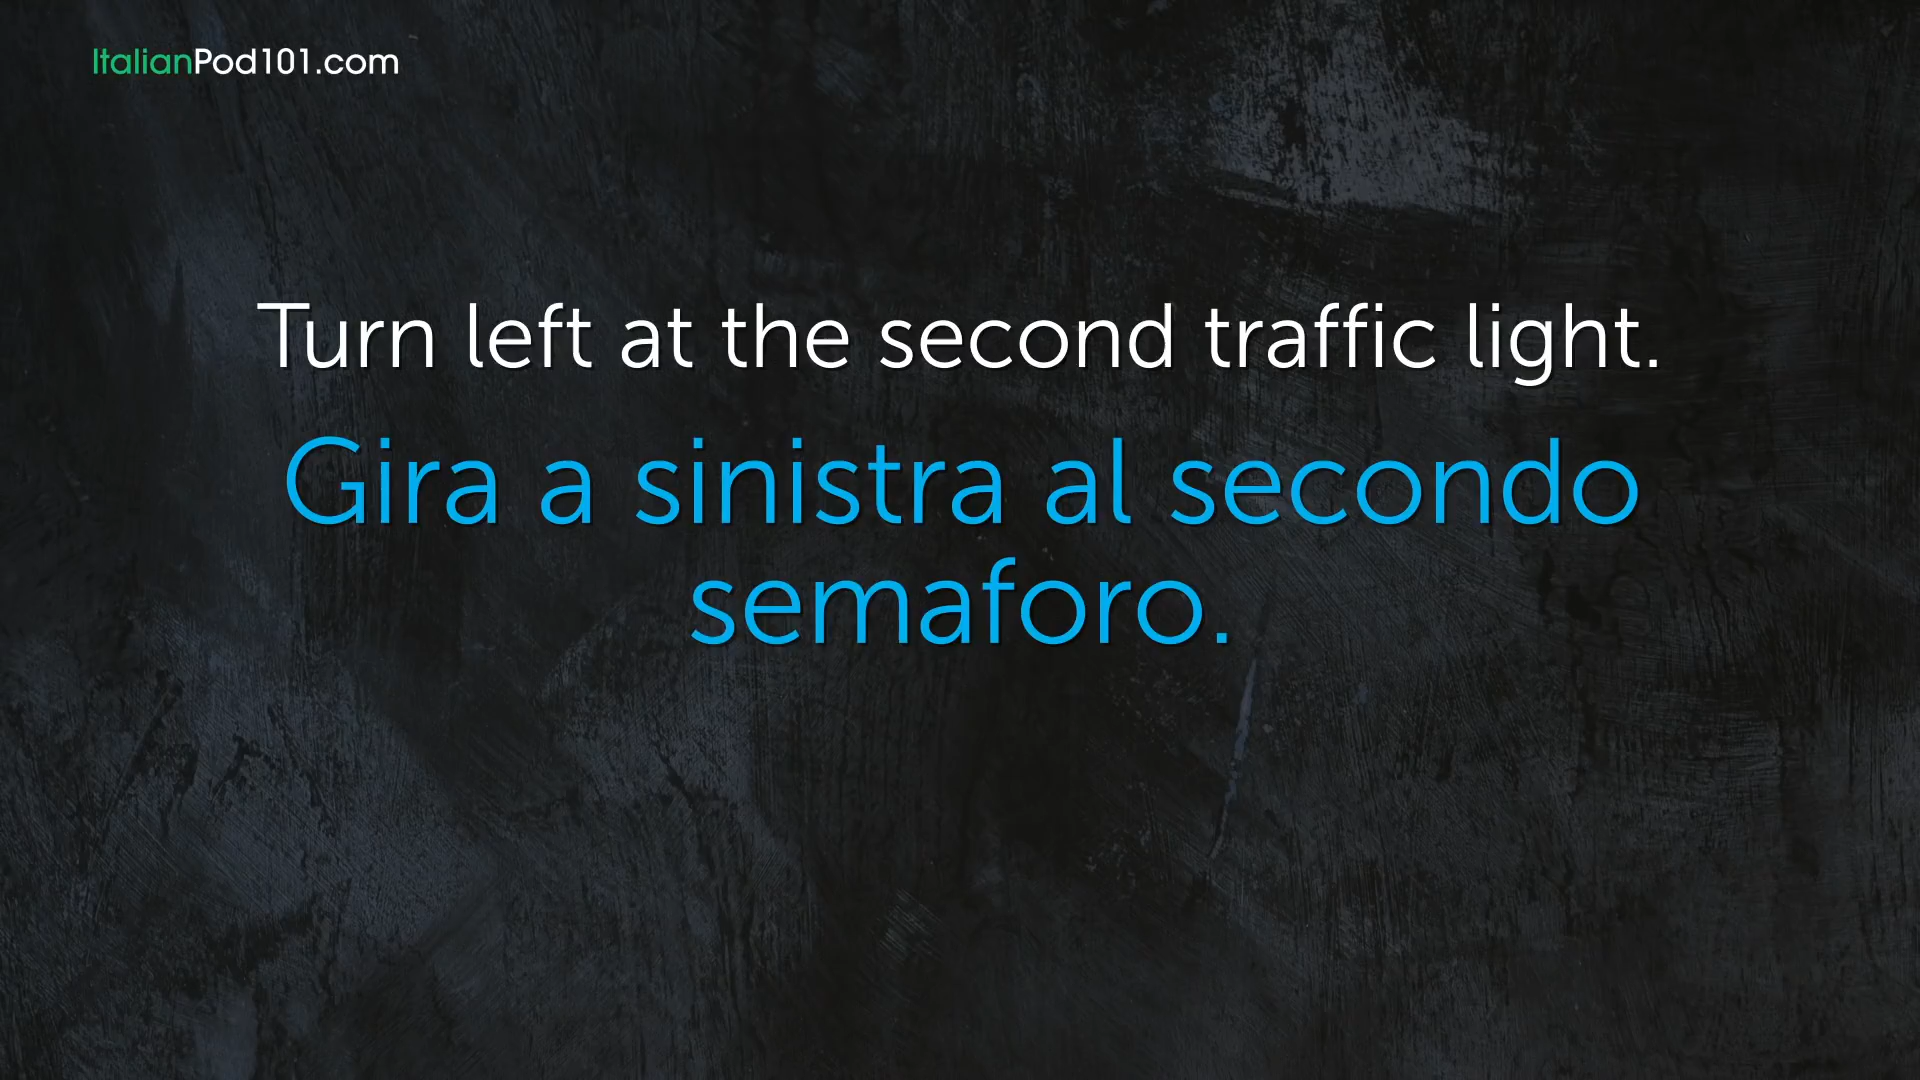 ItalianPod101.com
Turn left at the second traffic light.
Gira a sinistra al secondo
semaforo.